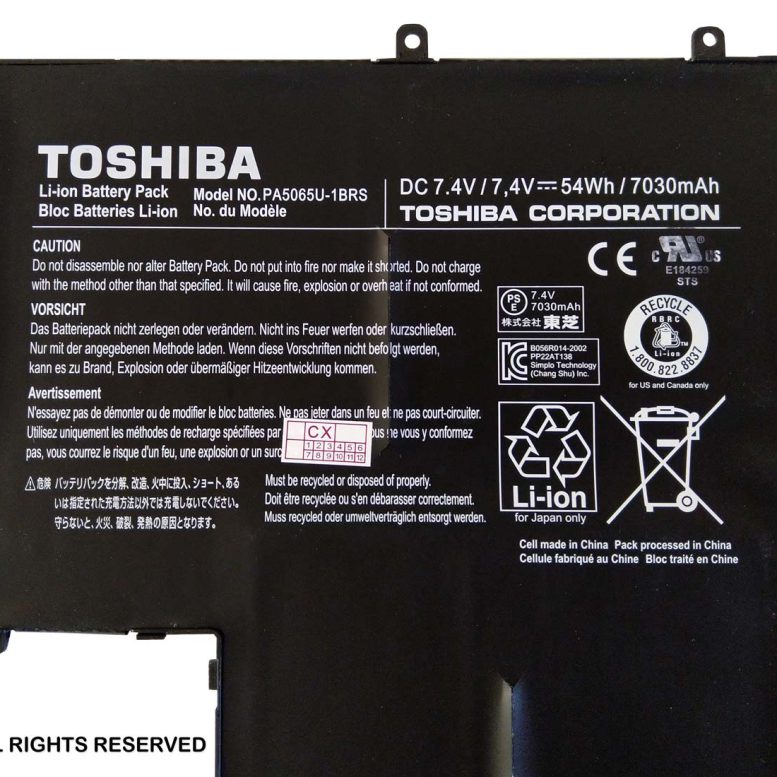 TOSHIBA
Li-ion Battery Pack Model NO. PA5065U-1BRS
Bloc Batteries Li-ion No. du Modèle
DC 7.4V / 7,4V⎓ 54Wh / 7030mAh
TOSHIBA CORPORATION
CAUTION
Do not disassemble nor alter Battery Pack. Do not put into fire nor make it shorted. Do not charge
with the method other than that specified. It will cause fire, explosion or overheat if not conformed.
VORSICHT
Das Batteriepack nicht zerlegen oder verändern. Nicht ins Feuer werfen oder kurzschließen.
Nur mit der angegebenen Methode laden. Wenn diese Vorschriften nicht befolgt werden,
kann es zu Brand, Explosion oder übermäßiger Hitzeentwicklung kommen.
Avertissement
N'essayez pas de démonter ou de modifier le bloc batteries. Ne pas jeter dans un feu et ne pas court-circuiter.
Utilisez uniquement les méthodes de recharge spécifiées par ne vous y conformez
pas, vous courrez le risque d'un feu, une explosion or un
CX
1 2 3 4 5 6
7 8 9 10 11 12
⚠危険 バッテリパックを分解、改造、火中に投入、ショート、ある
いは指定された充電方法以外では充電しないでください。
守らないと、火災、破裂、発熱の原因となります。
Must be recycled or disposed of properly.
Doit être recyclée ou s'en débarasser correctement.
Muss recycled oder umweltverträglich entsorgt werden.
CE
c RU US
E184259
STS
PS E 7.4V
7030mAh
株式会社 東芝
KC B056R014-2002
PP22AT138
Simplo Technology
(Chang Shu) Inc.
RECYCLE
RBRC
Li-ion
1.800.822.8837
for US and Canada only
Li-ion
for Japan only
Cell made in China Pack processed in China
Cellule fabriqué au Chine Bloc traité en Chine
RIGHTS RESERVED